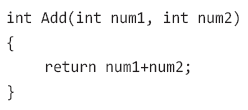 int Add(int num1, int num2)
{
    return num1+num2;
}